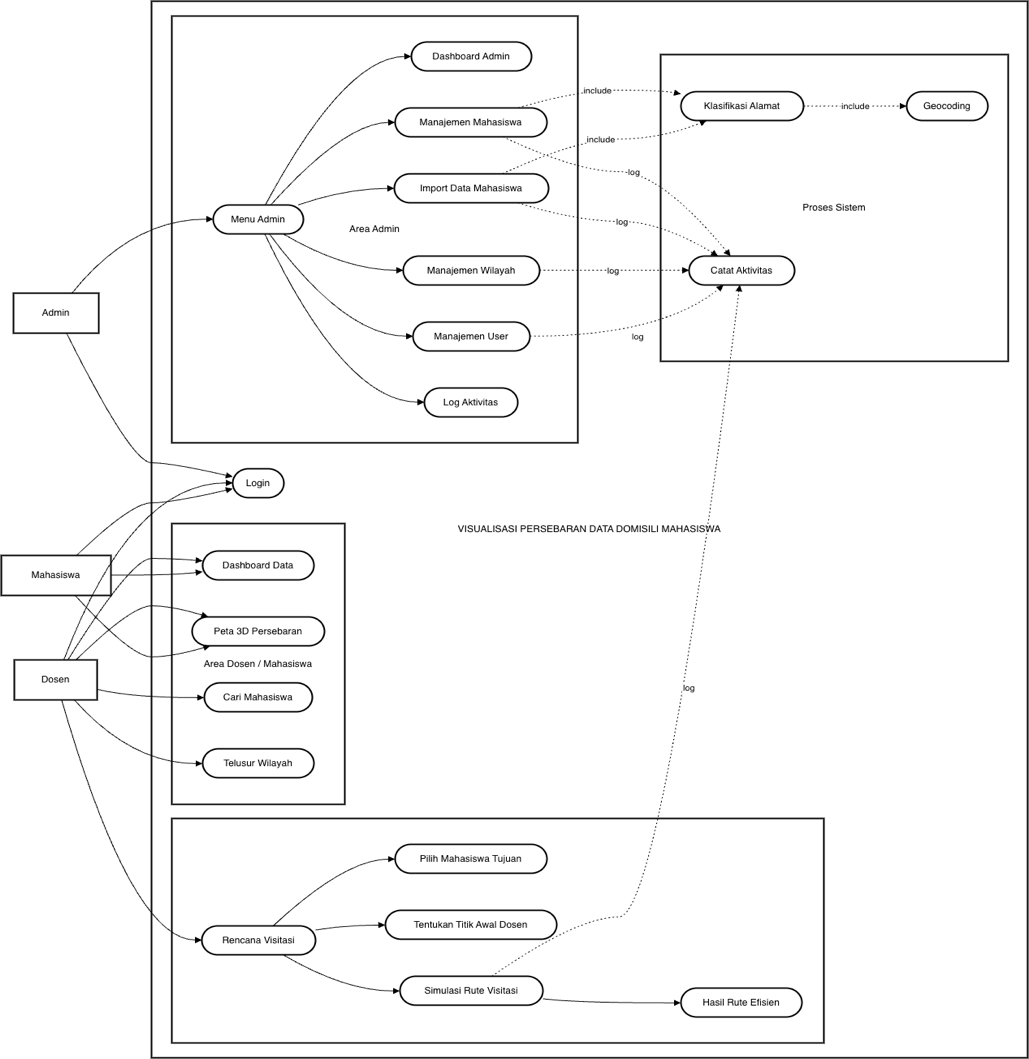 Dashboard Admin
include
Klasifikasi Alamat
include
Geocoding
Manajemen Mahasiswa
include
log
Import Data Mahasiswa
Proses Sistem
Menu Admin
log
Area Admin
Manajemen Wilayah
log
Catat Aktivitas
Admin
Manajemen User
log
Log Aktivitas
Login
VISUALISASI PERSEBARAN DATA DOMISILI MAHASISWA
Dashboard Data
Mahasiswa
Peta 3D Persebaran
Area Dosen / Mahasiswa
Dosen
log
Cari Mahasiswa
Telusur Wilayah
Pilih Mahasiswa Tujuan
Tentukan Titik Awal Dosen
Rencana Visitasi
Simulasi Rute Visitasi
Hasil Rute Efisien